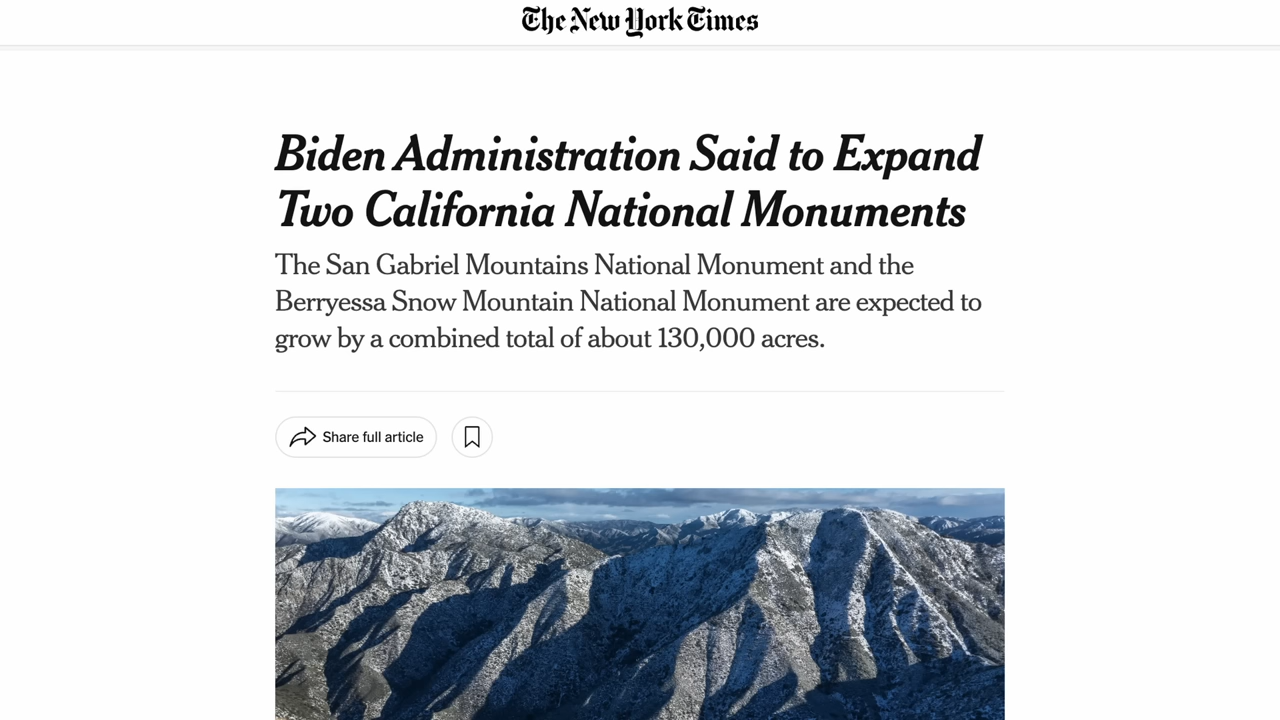 The New York Times
Biden Administration Said to Expand
Two California National Monuments
The San Gabriel Mountains National Monument and the
Berryessa Snow Mountain National Monument are expected to
grow by a combined total of about 130,000 acres.
Share full article